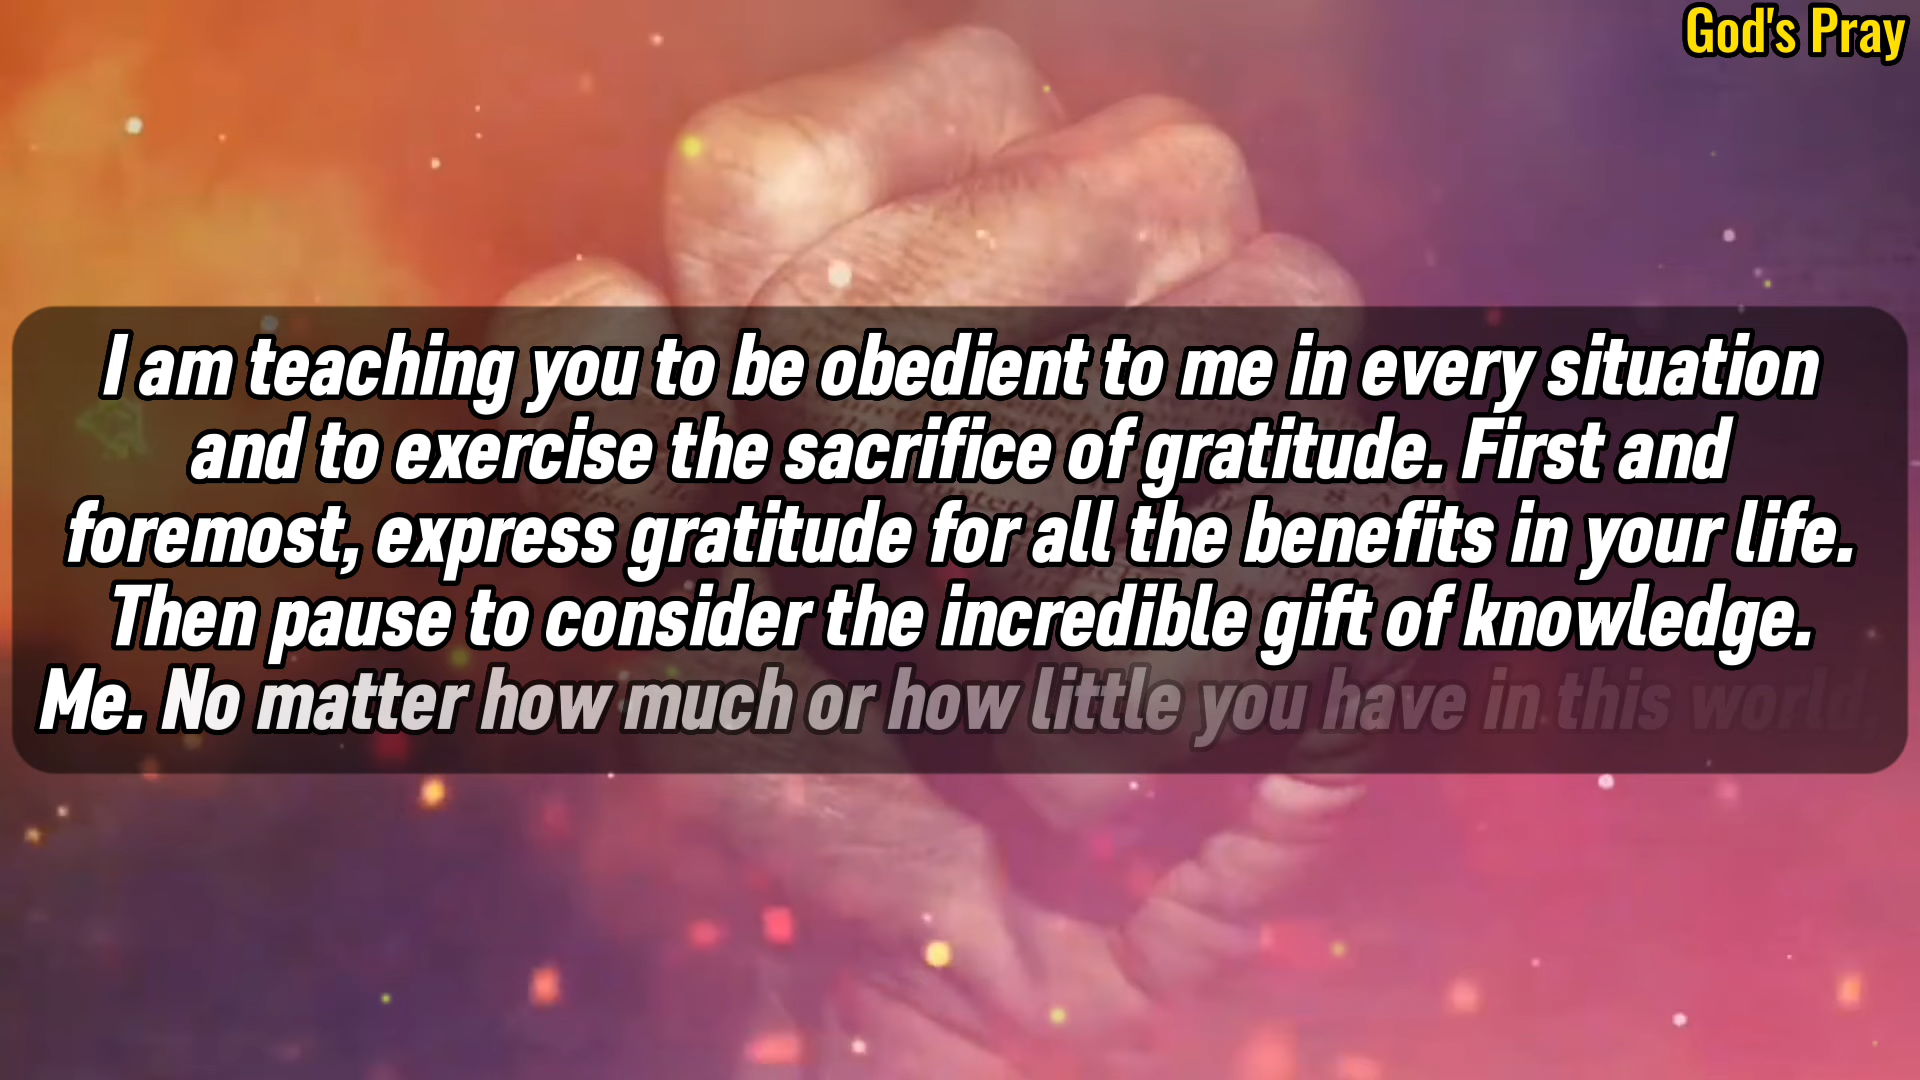 God's Pray
I am teaching you to be obedient to me in every situation
and to exercise the sacrifice of gratitude. First and
foremost, express gratitude for all the benefits in your life.
Then pause to consider the incredible gift of knowledge.
Me. No matter how much or how little you have in this world,